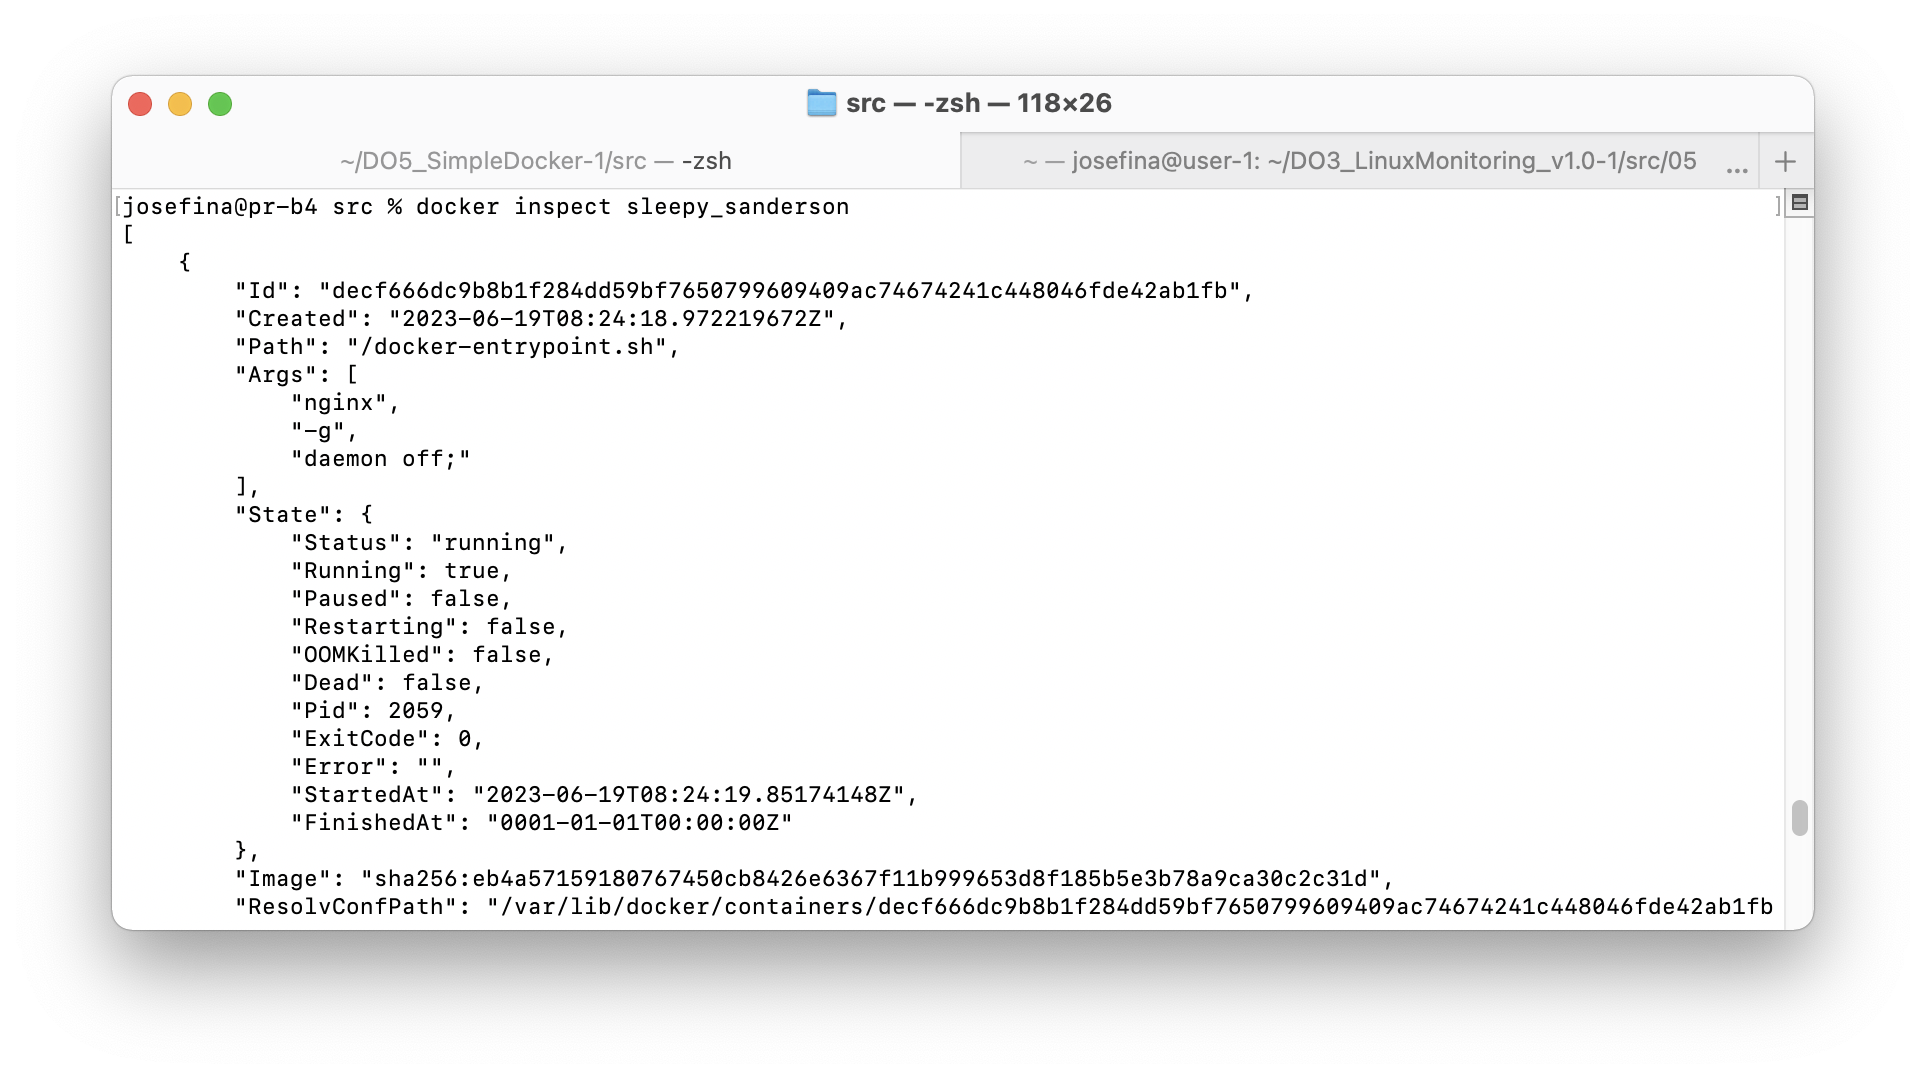 src — -zsh — 118×26
~/DO5_SimpleDocker-1/src — -zsh
~ — josefina@user-1: ~/DO3_LinuxMonitoring_v1.0-1/src/05 ...
[josefina@pr-b4 src % docker inspect sleepy_sanderson ]
[
    {
        "Id": "decf666dc9b8b1f284dd59bf7650799609409ac74674241c448046fde42ab1fb",
        "Created": "2023-06-19T08:24:18.972219672Z",
        "Path": "/docker-entrypoint.sh",
        "Args": [
            "nginx",
            "-g",
            "daemon off;"
        ],
        "State": {
            "Status": "running",
            "Running": true,
            "Paused": false,
            "Restarting": false,
            "OOMKilled": false,
            "Dead": false,
            "Pid": 2059,
            "ExitCode": 0,
            "Error": "",
            "StartedAt": "2023-06-19T08:24:19.85174148Z",
            "FinishedAt": "0001-01-01T00:00:00Z"
        },
        "Image": "sha256:eb4a57159180767450cb8426e6367f11b999653d8f185b5e3b78a9ca30c2c31d",
        "ResolvConfPath": "/var/lib/docker/containers/decf666dc9b8b1f284dd59bf7650799609409ac74674241c448046fde42ab1fb